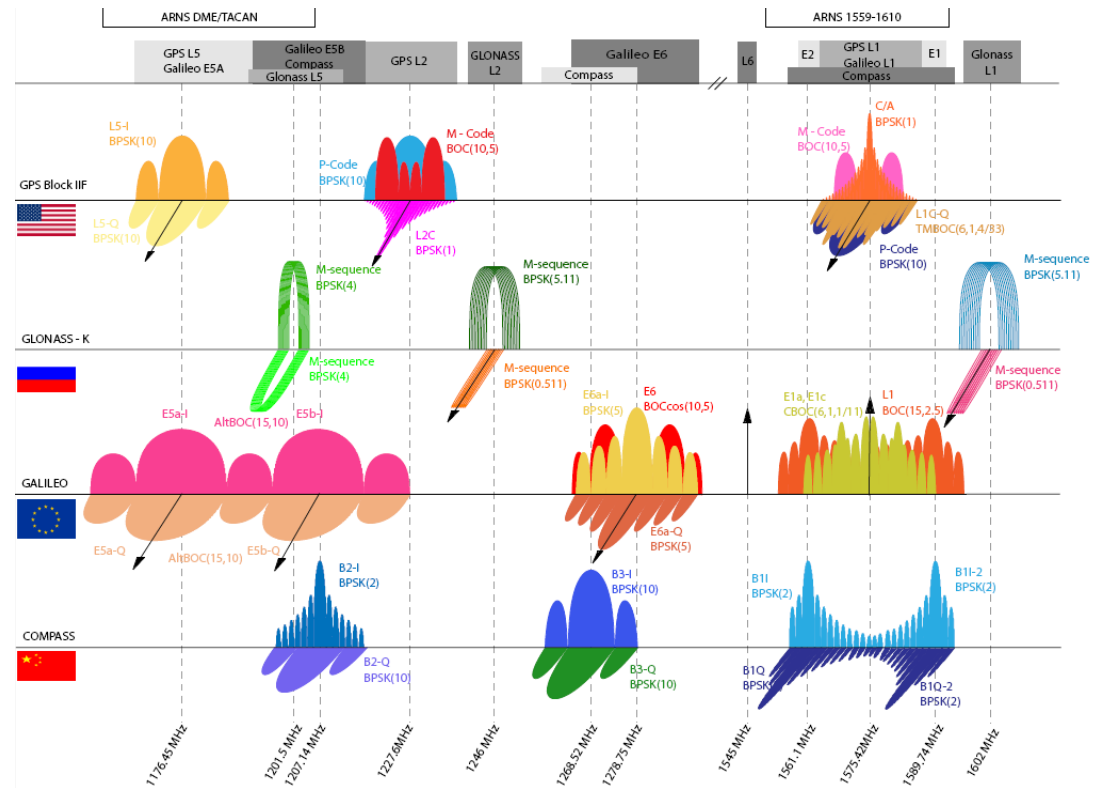 ARNS DME/TACAN
ARNS 1559-1610
GPS L5
Galileo E5A
Galileo E5B
Compass
Glonass L5
GPS L2
GLONASS
L2
Galileo E6
Compass
L6
E2
GPS L1
Galileo L1
E1
Compass
Glonass
L1
L5-I
BPSK(10)
P-Code
BPSK(10)
M - Code
BOC(10,5)
C/A
BPSK(1)
M - Code
BOC(10,5)
GPS Block IIF
L5-Q
BPSK(10)
L2C
BPSK(1)
L1C-Q
TMBOC(6,1,4/33)
P-Code
BPSK(10)
M-sequence
BPSK(4)
M-sequence
BPSK(5.11)
M-sequence
BPSK(5.11)
GLONASS - K
M-sequence
BPSK(4)
M-sequence
BPSK(0.511)
M-sequence
BPSK(0.511)
E5a-I
AltBOC(15,10)
E5b-I
E6a-I
BPSK(5)
E6
BOCcos(10,5)
E1a, E1c
CBOC(6,1,1/11)
L1
BOC(15,2.5)
GALILEO
E5a-Q
AltBOC(15,10)
E5b-Q
E6a-Q
BPSK(5)
B2-I
BPSK(2)
B3-I
BPSK(10)
B1I
BPSK(2)
B1I-2
BPSK(2)
COMPASS
B2-Q
BPSK(10)
B3-Q
BPSK(10)
B1Q
BPSK
B1Q-2
BPSK(2)
1176.45 MHz
1201.5 MHz
1207.14 MHz
1227.6MHz
1246 MHz
1268.52 MHz
1278.75 MHz
1545 MHz
1561.1 MHz
1575.42MHz
1589.74 MHz
1602 MHz